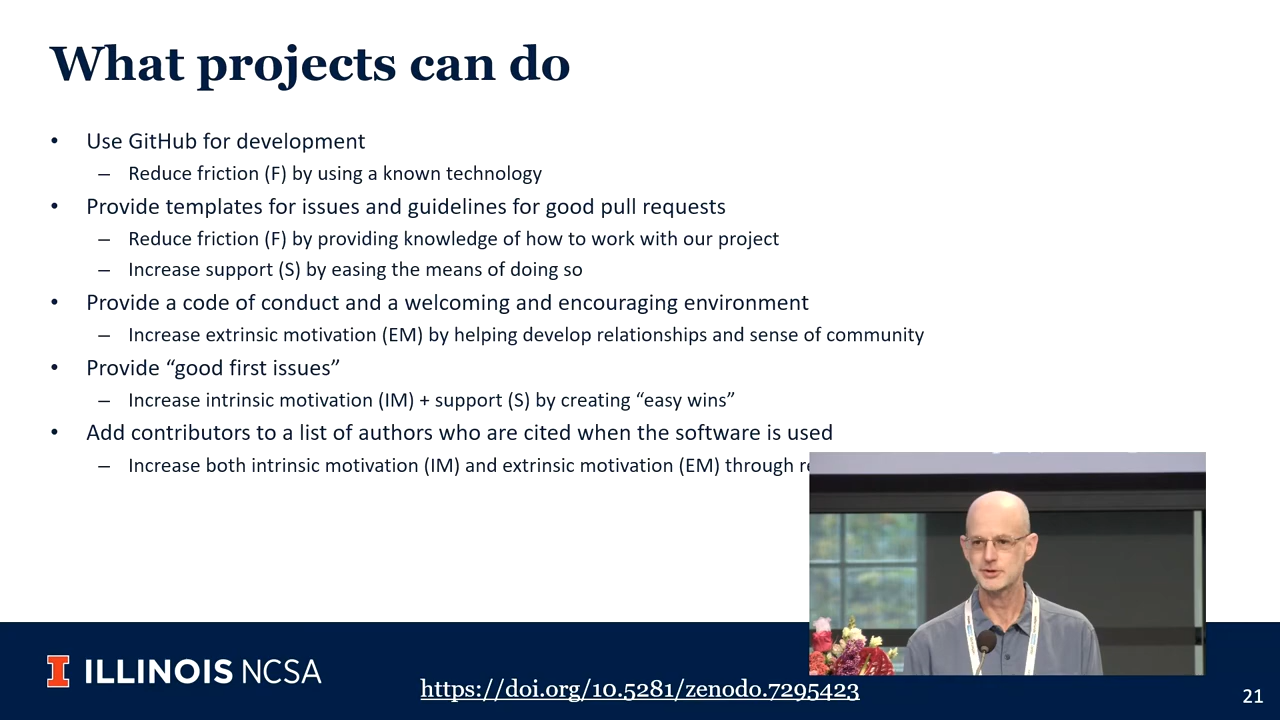 What projects can do
• Use GitHub for development
– Reduce friction (F) by using a known technology
• Provide templates for issues and guidelines for good pull requests
– Reduce friction (F) by providing knowledge of how to work with our project
– Increase support (S) by easing the means of doing so
• Provide a code of conduct and a welcoming and encouraging environment
– Increase extrinsic motivation (EM) by helping develop relationships and sense of community
• Provide “good first issues”
– Increase intrinsic motivation (IM) + support (S) by creating “easy wins”
• Add contributors to a list of authors who are cited when the software is used
– Increase both intrinsic motivation (IM) and extrinsic motivation (EM) through
ILLINOIS NCSA
https://doi.org/10.5281/zenodo.7295423
21